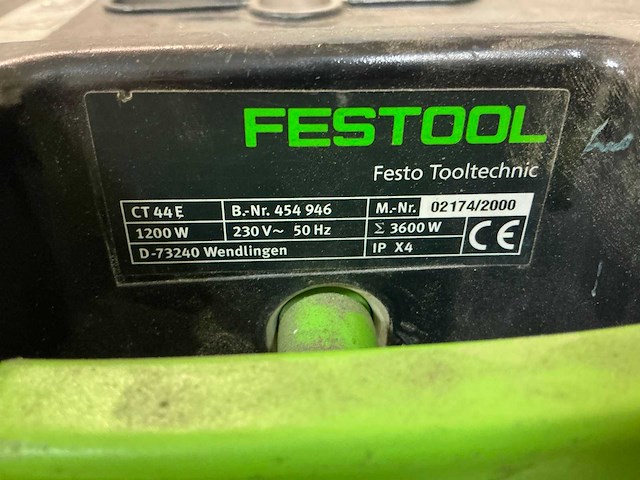 FESTOOL
Festo Tooltechnic
CT 44 E B.-Nr. 454 946 M.-Nr. 02174/2000
1200 W 230 V~ 50 Hz Σ 3600 W
D-73240 Wendlingen IP X4 CE